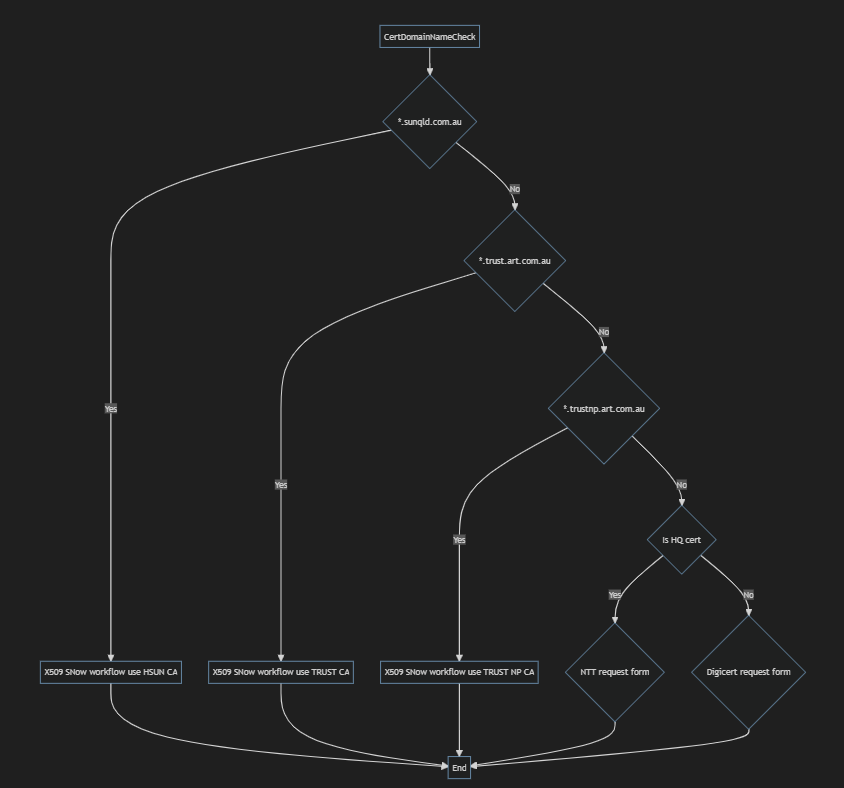 CertDomainNameCheck
*.sunqld.com.au
No
*.trust.art.com.au
No
*.trustnp.art.com.au
Yes
Yes
No
Yes
Is HQ cert
Yes
No
X509 SNow workflow use HSUN CA
X509 SNow workflow use TRUST CA
X509 SNow workflow use TRUST NP CA
NTT request form
Digicert request form
End